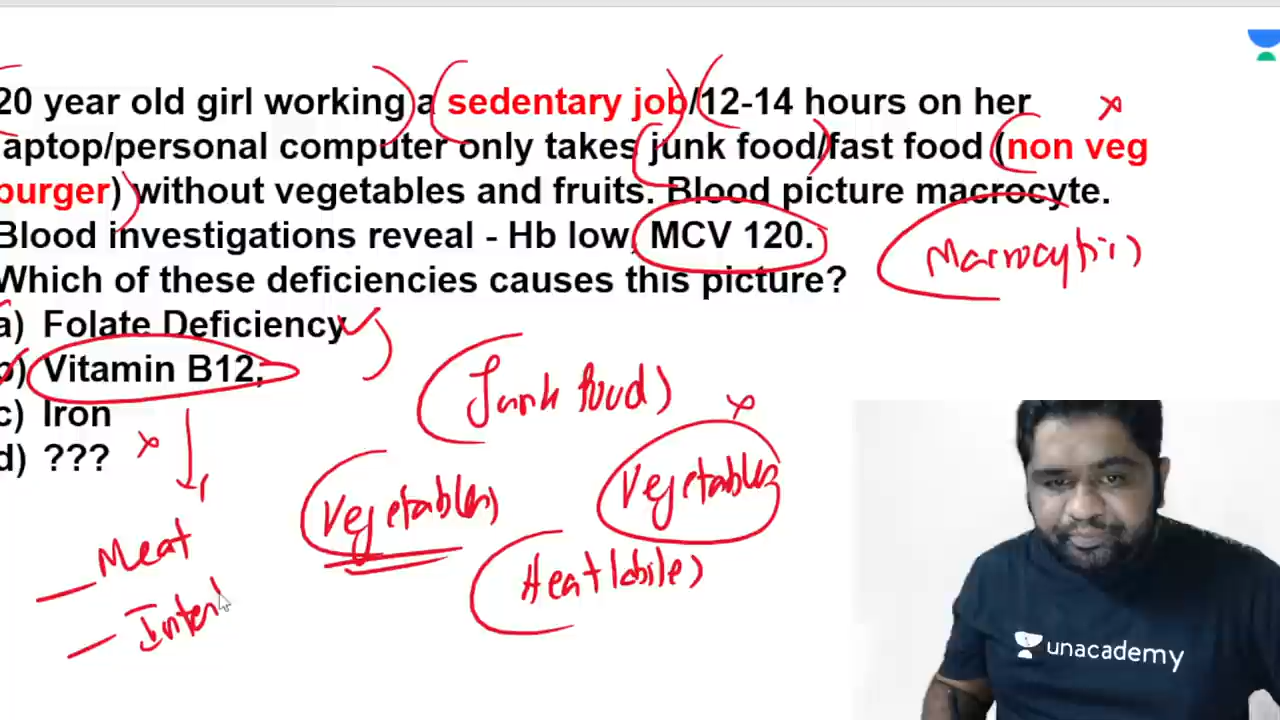 20 year old girl working a sedentary job/12-14 hours on her
laptop/personal computer only takes junk food/fast food (non veg
burger) without vegetables and fruits. Blood picture macrocyte.
Blood investigations reveal - Hb low, MCV 120.
Macrocytic
Which of these deficiencies causes this picture?
a) Folate Deficiency
b) Vitamin B12,
c) Iron
d) ???
Junk food
Vegetables
Vegetables
Heat labile
- Meat
- Inter
unacademy